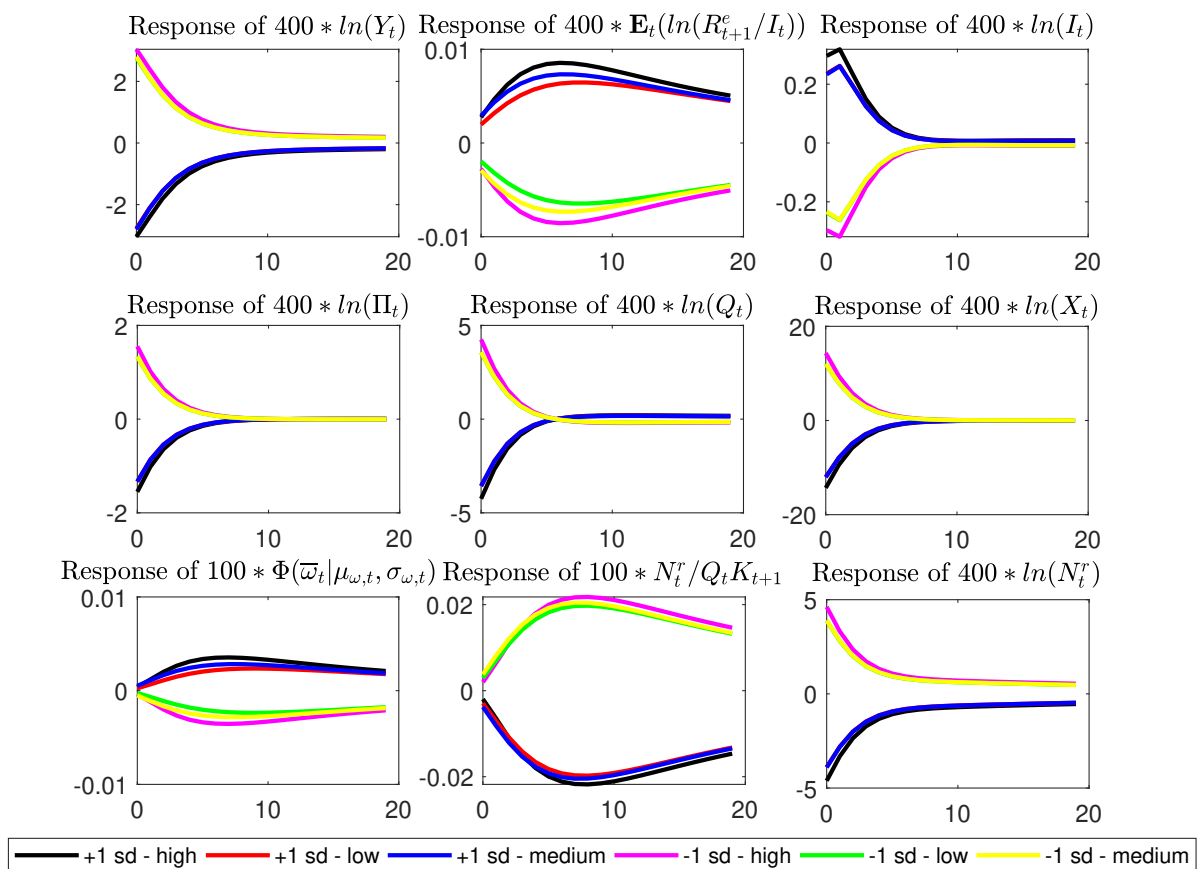 Response of 400 ∗ ln(Y_t)
Response of 400 ∗ E_t(ln(R^e_{t+1}/I_t))
Response of 400 ∗ ln(I_t)
2
0
-2
0 10 20
0.01
0
-0.01
0 10 20
0.2
0
-0.2
0 10 20
Response of 400 ∗ ln(Π_t)
Response of 400 ∗ ln(Q_t)
Response of 400 ∗ ln(X_t)
2
0
-2
0 10 20
5
0
-5
0 10 20
20
0
-20
0 10 20
Response of 100 ∗ Φ(ω̅_t|μ_{ω,t}, σ_{ω,t})
Response of 100 ∗ N^r_t/Q_tK_{t+1}
Response of 400 ∗ ln(N^r_t)
0.01
0
-0.01
0 10 20
0.02
0
-0.02
0 10 20
5
0
-5
0 10 20
+1 sd - high +1 sd - low +1 sd - medium -1 sd - high -1 sd - low -1 sd - medium